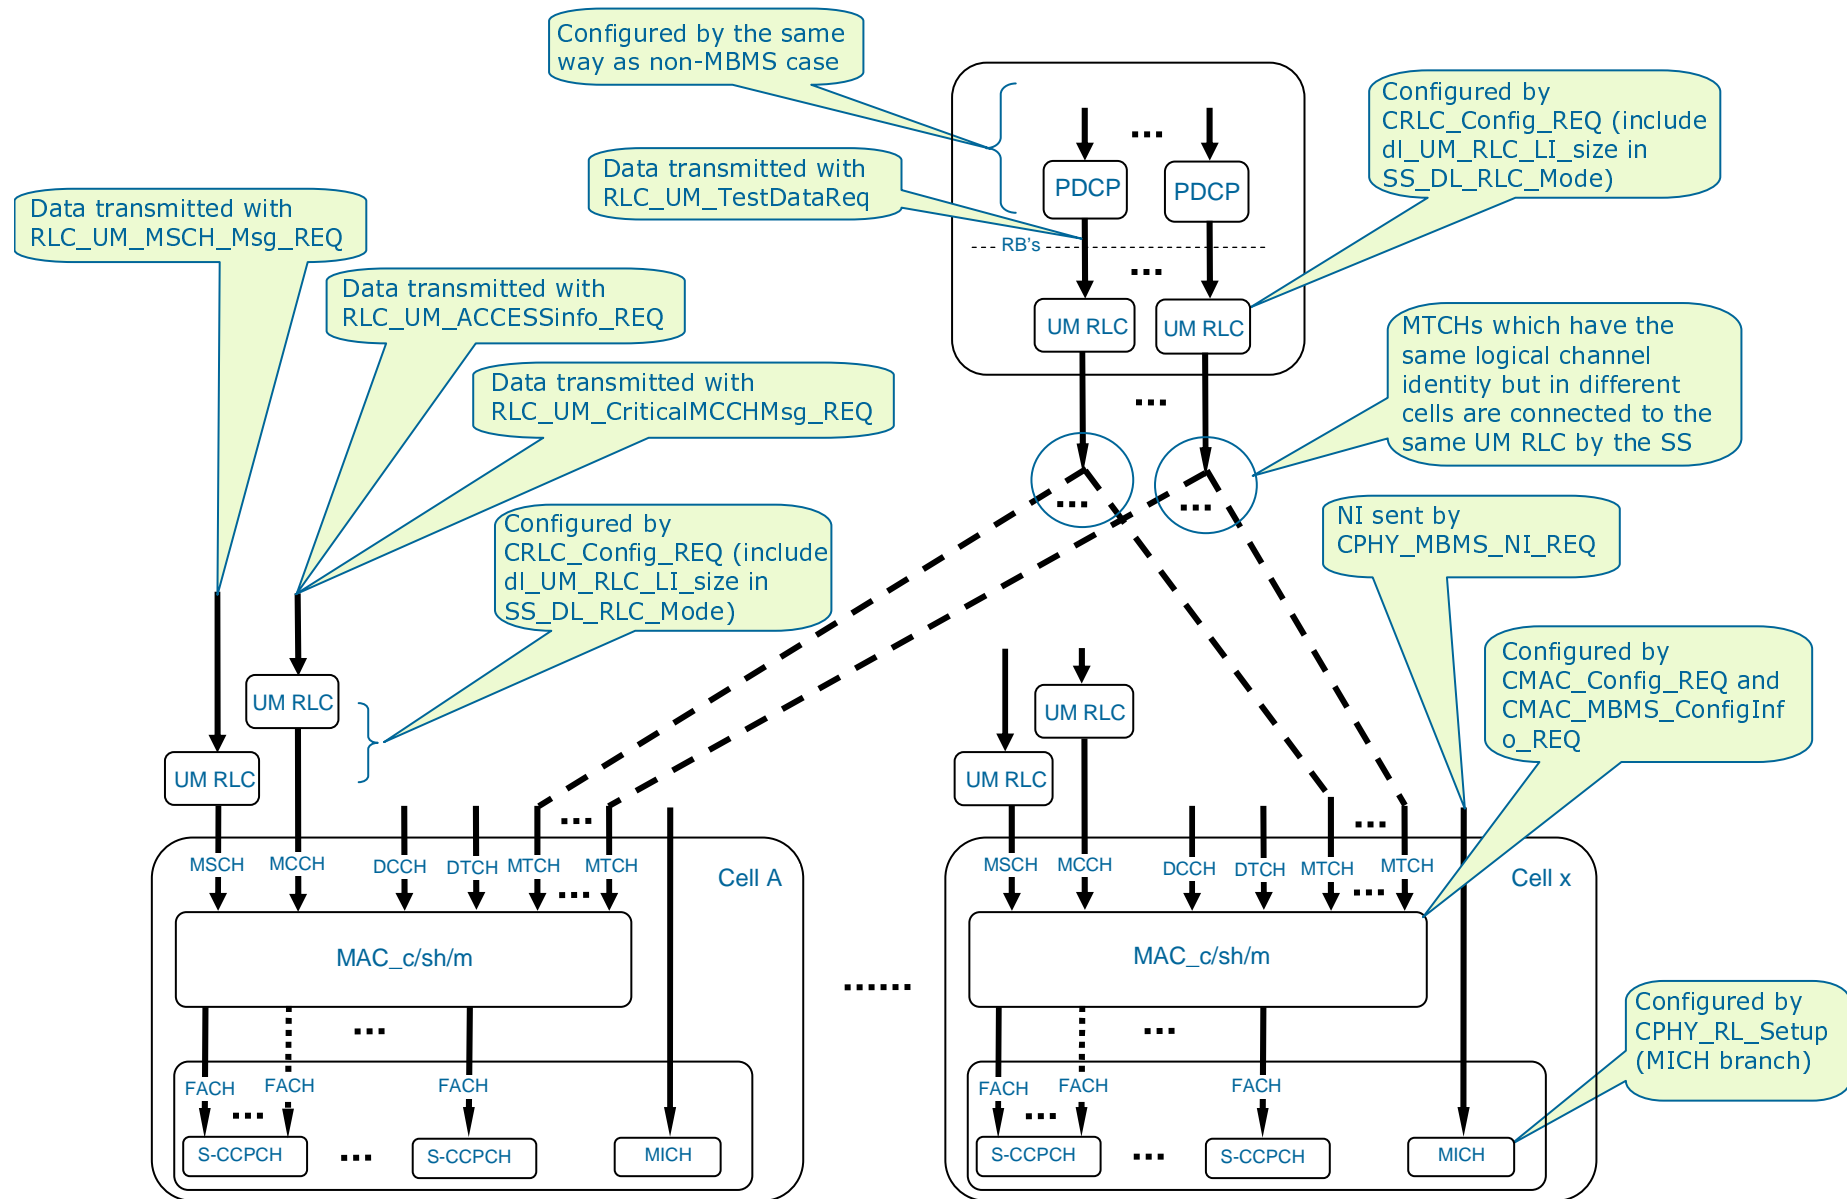 Configured by the same
way as non-MBMS case
Configured by
CRLC_Config_REQ (include
dl_UM_RLC_LI_size in
SS_DL_RLC_Mode)
Data transmitted with
RLC_UM_TestDataReq
PDCP
PDCP
Data transmitted with
RLC_UM_MSCH_Msg_REQ
RB's
Data transmitted with
RLC_UM_ACCESSinfo_REQ
UM RLC
UM RLC
MTCHs which have the
same logical channel
identity but in different
cells are connected to the
same UM RLC by the SS
Data transmitted with
RLC_UM_CriticalMCCHMsg_REQ
Configured by
CRLC_Config_REQ (include
dl_UM_RLC_LI_size in
SS_DL_RLC_Mode)
NI sent by
CPHY_MBMS_NI_REQ
Configured by
CMAC_Config_REQ and
CMAC_MBMS_ConfigInf
o_REQ
UM RLC
UM RLC
UM RLC
UM RLC
MSCH
MCCH
DCCH
DTCH
MTCH
MTCH
Cell A
MSCH
MCCH
DCCH
DTCH
MTCH
MTCH
Cell x
MAC_c/sh/m
MAC_c/sh/m
Configured by
CPHY_RL_Setup
(MICH branch)
FACH
FACH
FACH
FACH
FACH
FACH
S-CCPCH
S-CCPCH
MICH
S-CCPCH
S-CCPCH
MICH